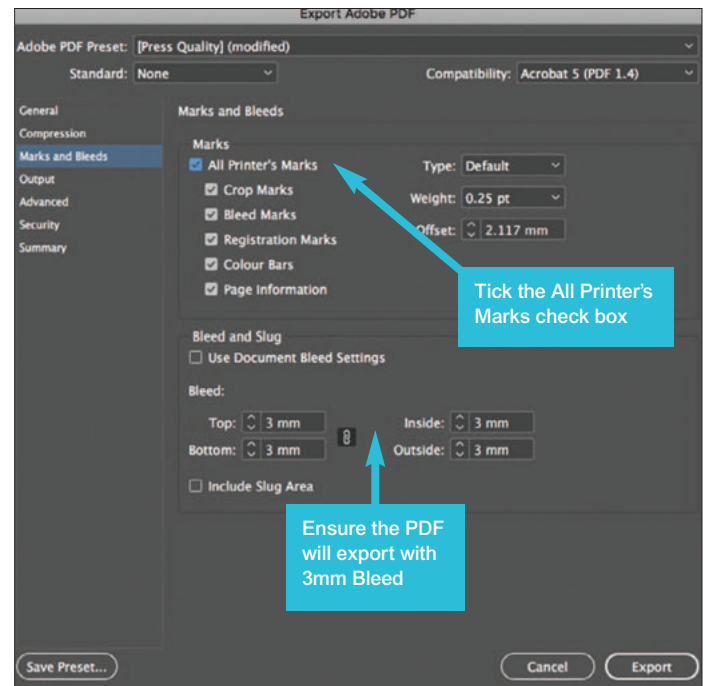 Export Adobe PDF
Adobe PDF Preset: [Press Quality] (modified)
Standard: None
Compatibility: Acrobat 5 (PDF 1.4)
General
Compression
Marks and Bleeds
Output
Advanced
Security
Summary
Marks and Bleeds
Marks
All Printer's Marks
Crop Marks
Bleed Marks
Registration Marks
Colour Bars
Page Information
Type: Default
Weight: 0.25 pt
Offset: 2.117 mm
Tick the All Printer’s
Marks check box
Bleed and Slug
Use Document Bleed Settings
Bleed:
Top: 3 mm
Bottom: 3 mm
Inside: 3 mm
Outside: 3 mm
Include Slug Area
Ensure the PDF
will export with
3mm Bleed
Save Preset...
Cancel
Export